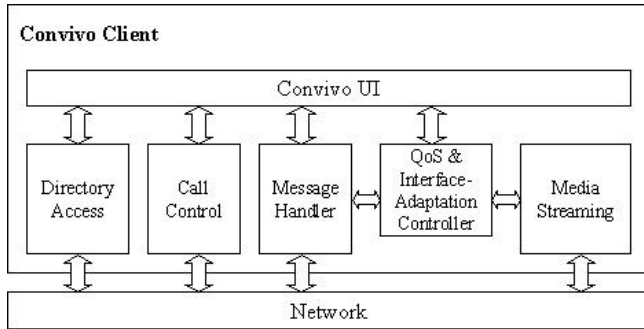 Convivo Client
Convivo UI
Directory
Access
Call
Control
Message
Handler
QoS &
Interface-
Adaptation
Controller
Media
Streaming
Network